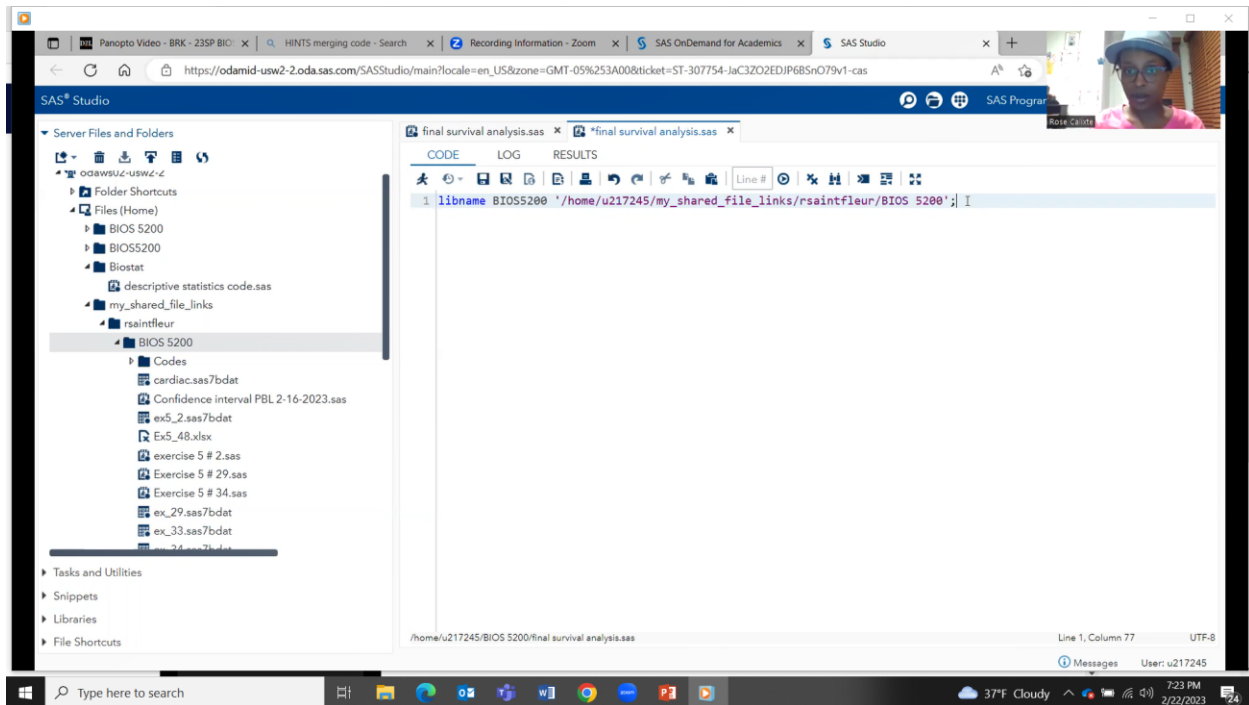 Panopto Video - BRK - 23SP BIO
HINTS merging code - Search
Recording Information - Zoom
SAS OnDemand for Academics
SAS Studio
https://odamid-usw2-2.oda.sas.com/SASStudio/main?locale=en_US&zone=GMT-05%253A00&ticket=ST-307754-JaC3ZO2EDJP6BSnO79v1-cas
SAS® Studio
SAS Program
Rose Calixte
Server Files and Folders
odaws02-usw2-2
Folder Shortcuts
Files (Home)
BIOS 5200
BIOS5200
Biostat
descriptive statistics code.sas
my_shared_file_links
rsaintfleur
BIOS 5200
Codes
cardiac.sas7bdat
Confidence interval PBL 2-16-2023.sas
ex5_2.sas7bdat
Ex5_48.xlsx
exercise 5 # 2.sas
Exercise 5 # 29.sas
Exercise 5 # 34.sas
ex_29.sas7bdat
ex_33.sas7bdat
Tasks and Utilities
Snippets
Libraries
File Shortcuts
final survival analysis.sas
*final survival analysis.sas
CODE LOG RESULTS
Line #
1 libname BIOS5200 '/home/u217245/my_shared_file_links/rsaintfleur/BIOS 5200';
/home/u217245/BIOS 5200/final survival analysis.sas
Line 1, Column 77
UTF-8
Messages
User: u217245
Type here to search
37°F Cloudy
7:23 PM
2/22/2023
24